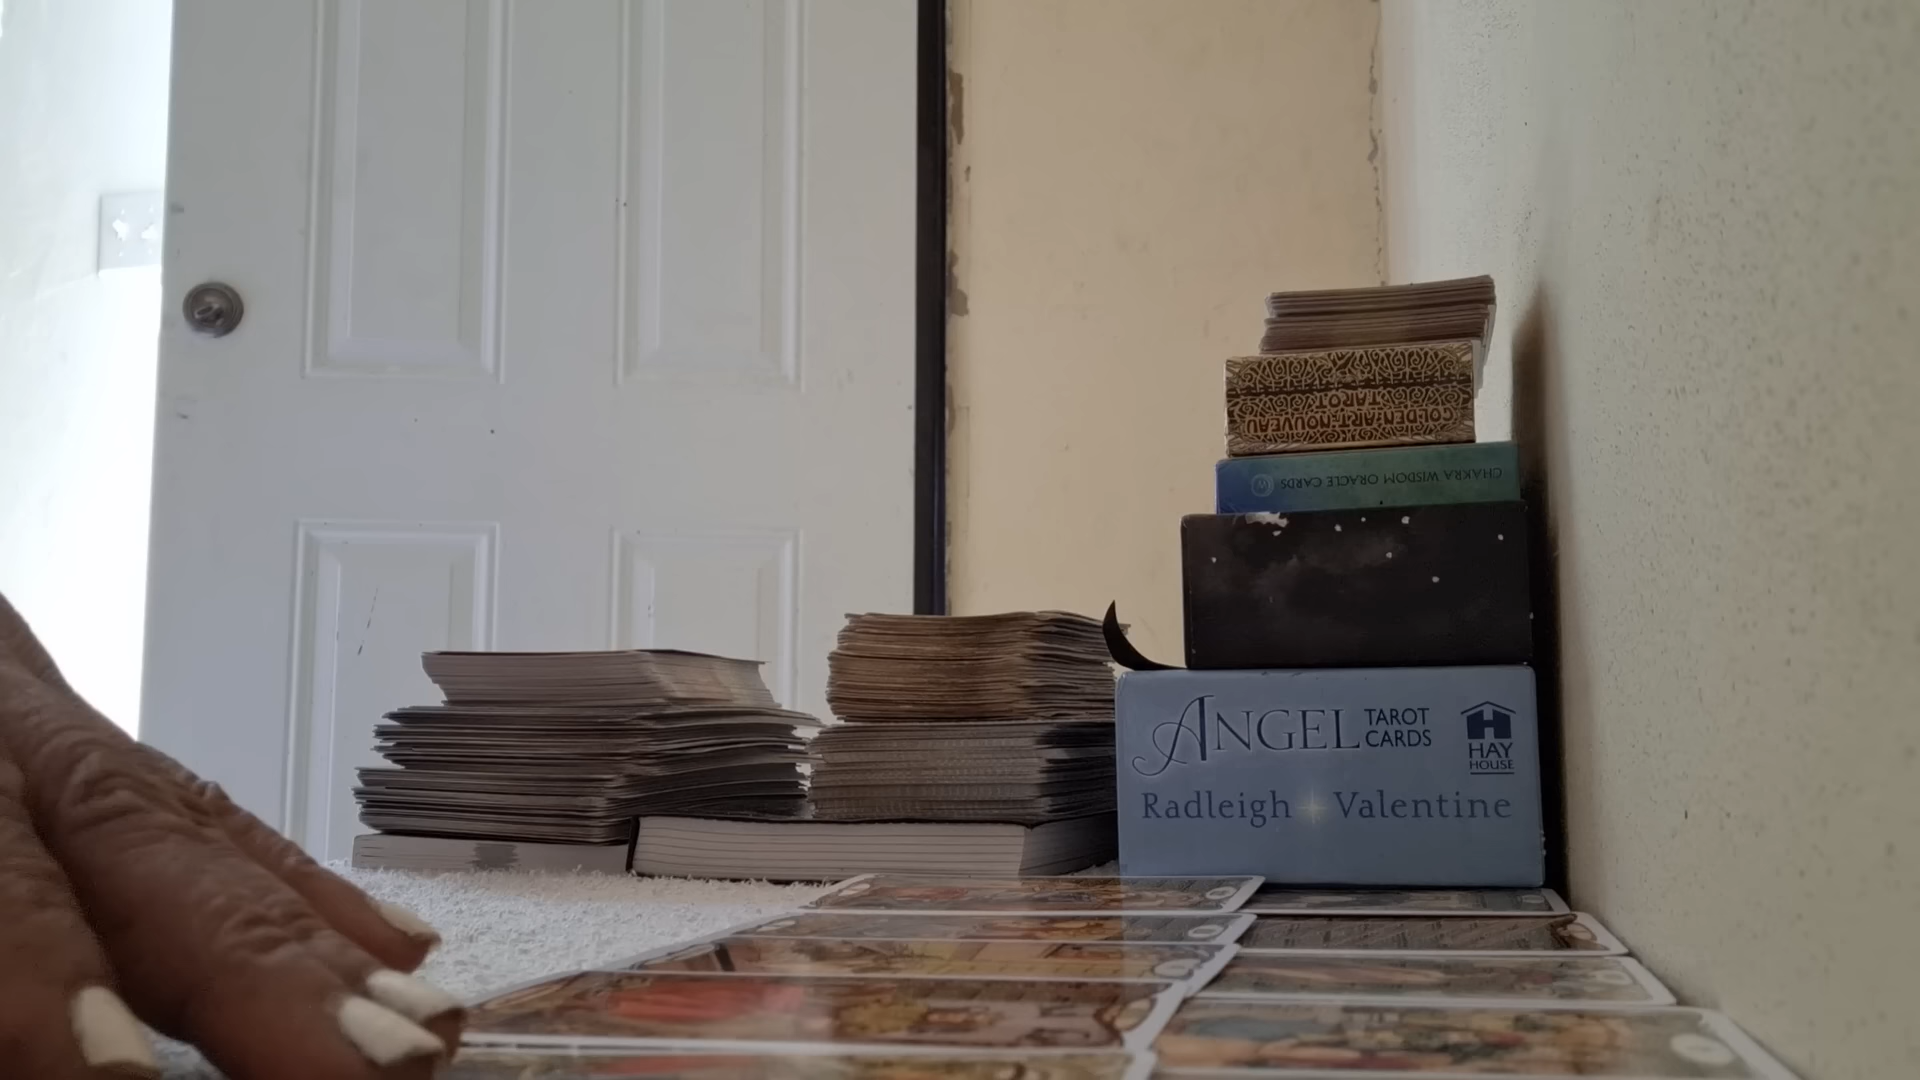 GOLDEN ART NOUVEAU
TAROT
CHAKRA WISDOM ORACLE CARDS
ANGEL TAROT
CARDS
HAY
HOUSE
Radleigh Valentine